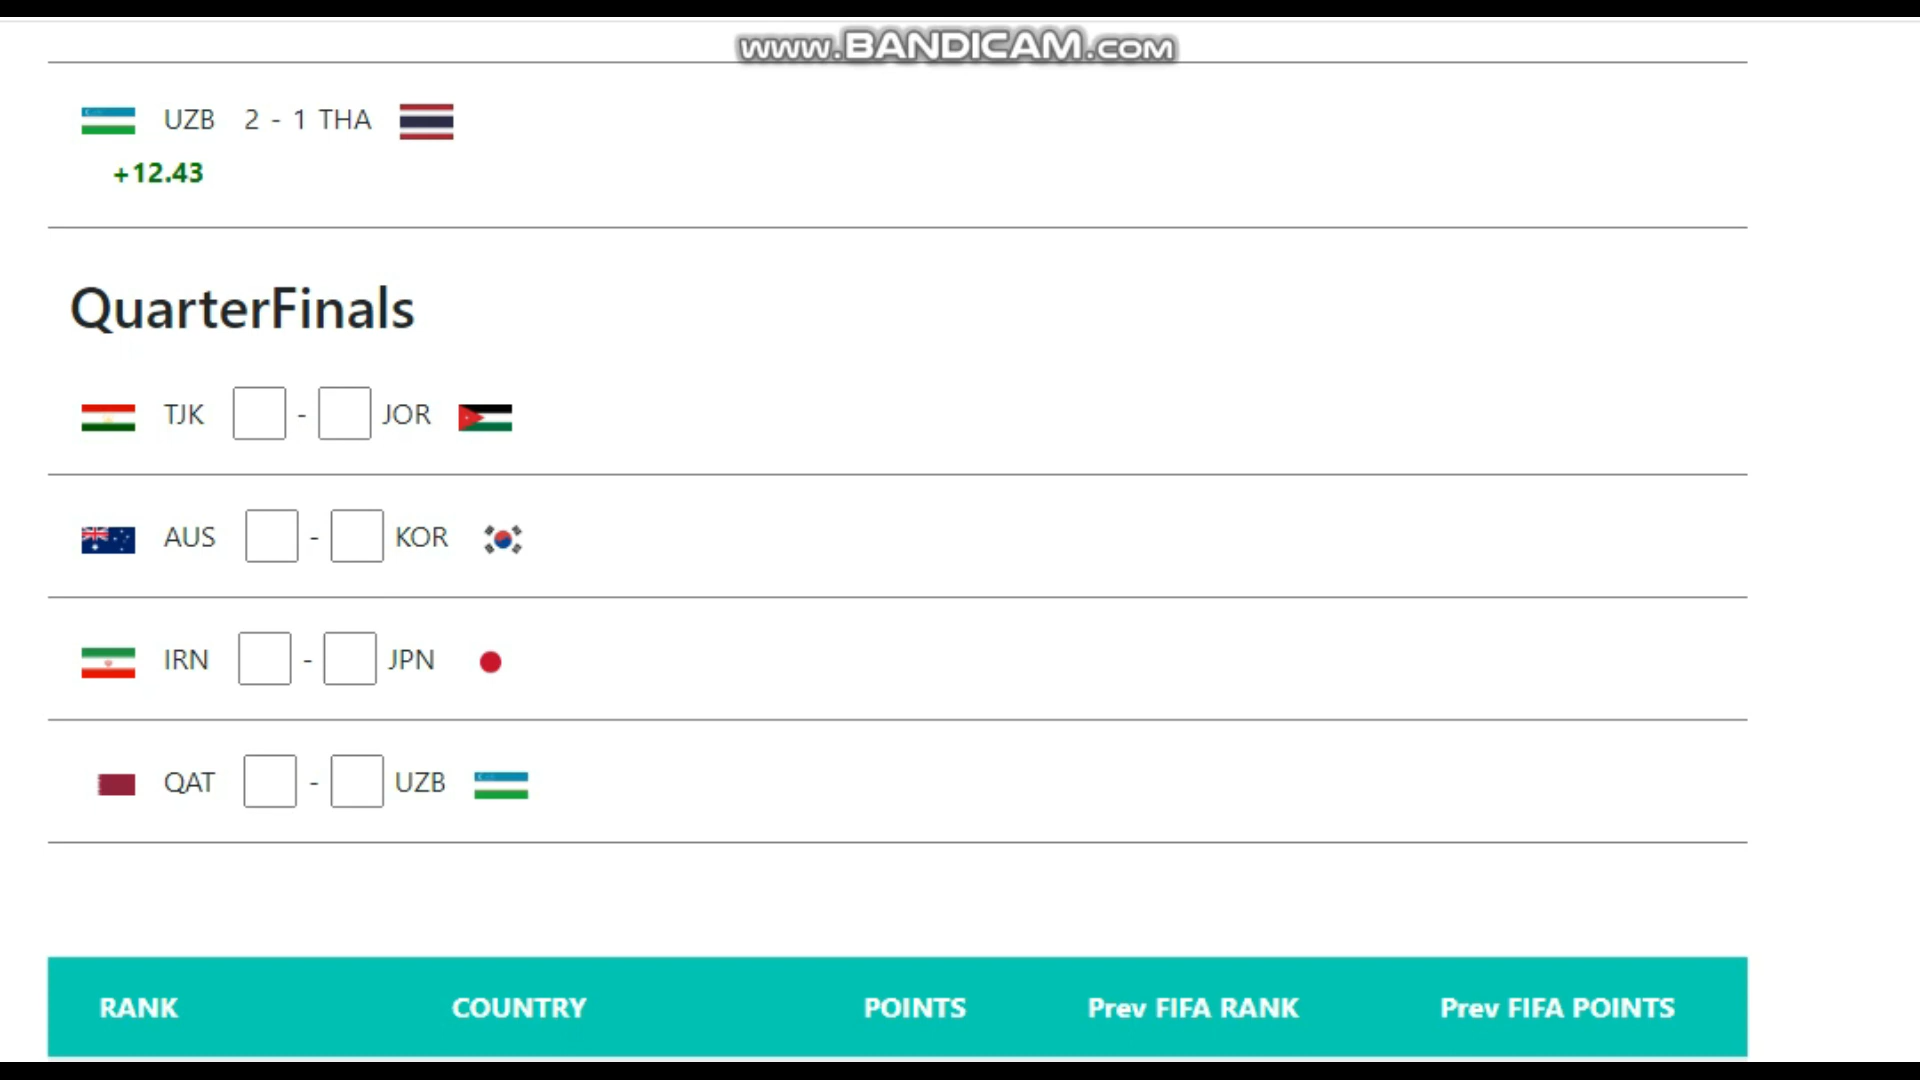 www.BANDICAM.com
UZB 2 - 1 THA
+12.43
QuarterFinals
TJK - JOR
AUS - KOR
IRN - JPN
QAT - UZB
RANK COUNTRY POINTS Prev FIFA RANK Prev FIFA POINTS